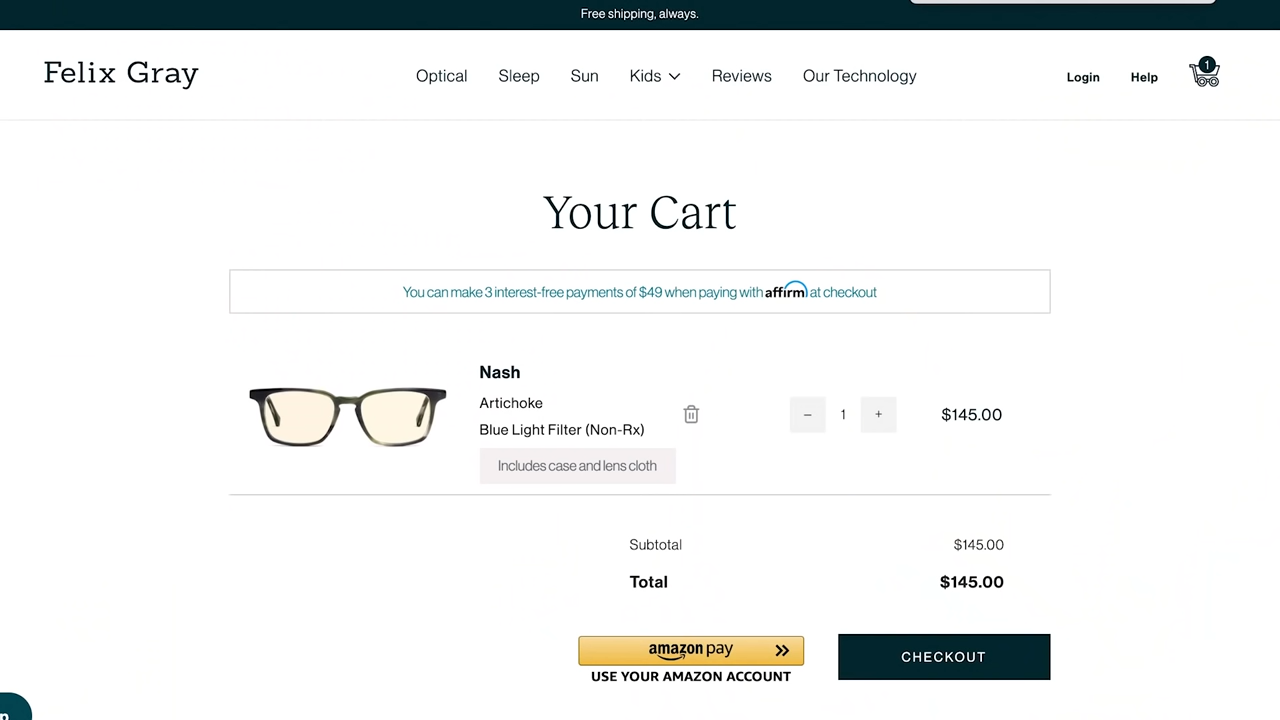 Free shipping, always.
Felix Gray
Optical Sleep Sun Kids Reviews Our Technology
Login Help 1
Your Cart
You can make 3 interest-free payments of $49 when paying with affirm at checkout
Nash
Artichoke
Blue Light Filter (Non-Rx)
Includes case and lens cloth
− 1 + $145.00
Subtotal $145.00
Total $145.00
amazon pay
USE YOUR AMAZON ACCOUNT
CHECKOUT